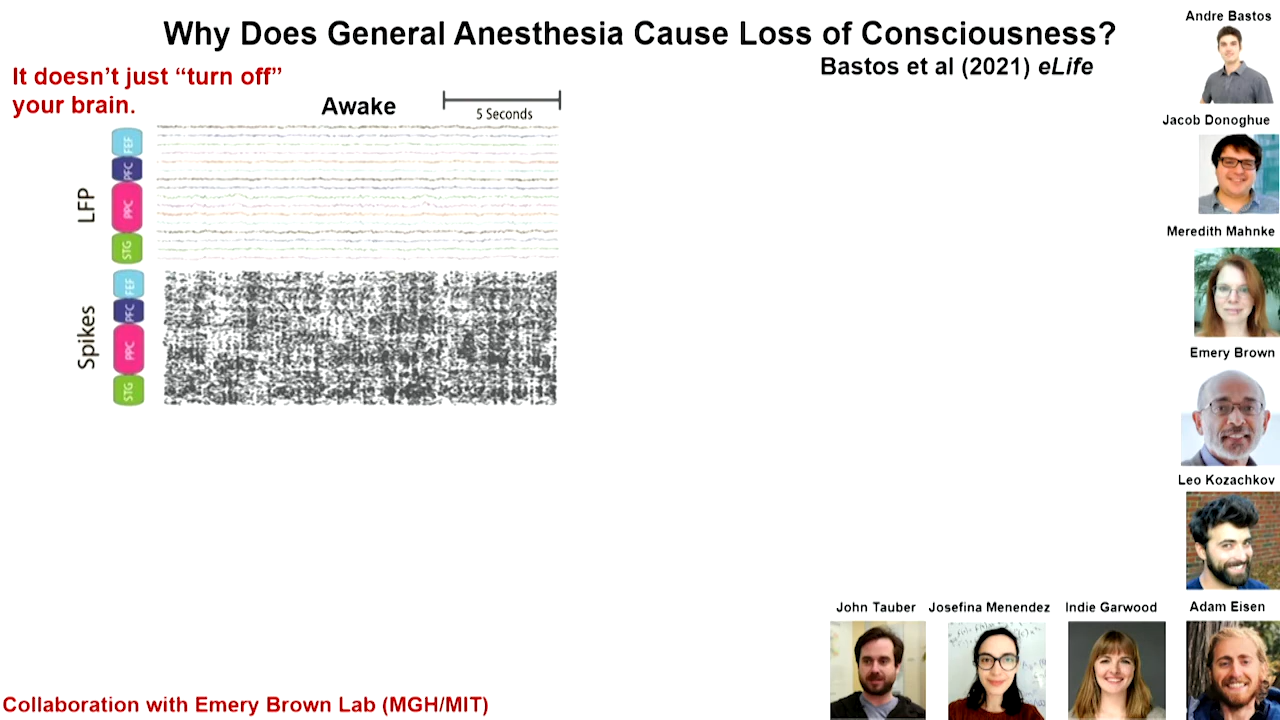 Why Does General Anesthesia Cause Loss of Consciousness?
Bastos et al (2021) eLife
It doesn’t just “turn off”
your brain.
Awake
5 Seconds
LFP
FEF
PFC
PPC
STG
Spikes
FEF
PFC
PPC
STG
Andre Bastos
Jacob Donoghue
Meredith Mahnke
Emery Brown
Leo Kozachkov
John Tauber
Josefina Menendez
Indie Garwood
Adam Eisen
Collaboration with Emery Brown Lab (MGH/MIT)